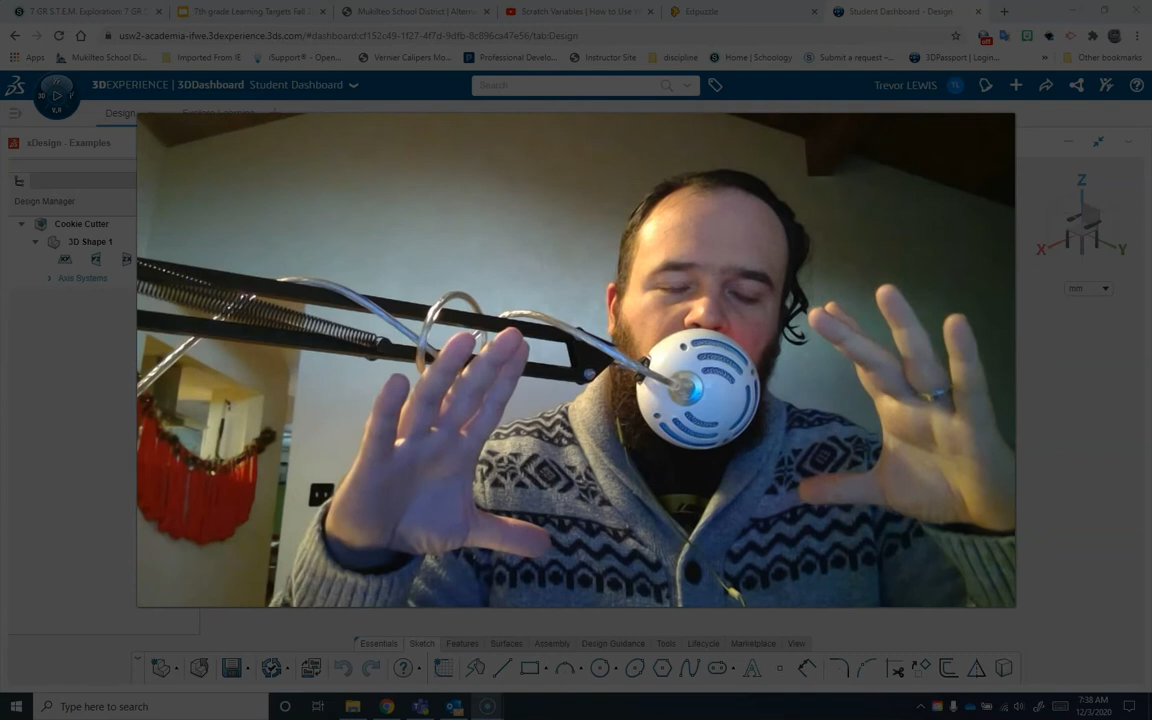 7 GR S.T.E.M. Exploration: 7 GR
7th grade Learning Targets Fall 2
Mukilteo School District | Altern
Scratch Variables | How to Use V
Edpuzzle
Student Dashboard - Design
usw2-academia-ifwe.3dexperience.3ds.com/#dashboard:cf152c49-1f27-4f7d-9dfb-8c896ca47e56/tab:Design
Apps
Mukilteo School Di...
Imported From IE
iSupport® - Open...
Vernier Calipers Mo...
Professional Develo...
Instructor Site
discipline
Home | Schoology
Submit a request –...
3DPassport | Login...
Other bookmarks
3DEXPERIENCE | 3DDashboard Student Dashboard
Search
Trevor LEWIS TL
Design
xDesign - Examples
Design Manager
Cookie Cutter
3D Shape 1
Axis Systems
Z
X
Y
mm
Essentials Sketch Features Surfaces Assembly Design Guidance Tools Lifecycle Marketplace View
Type here to search
7:38 AM
12/3/2020